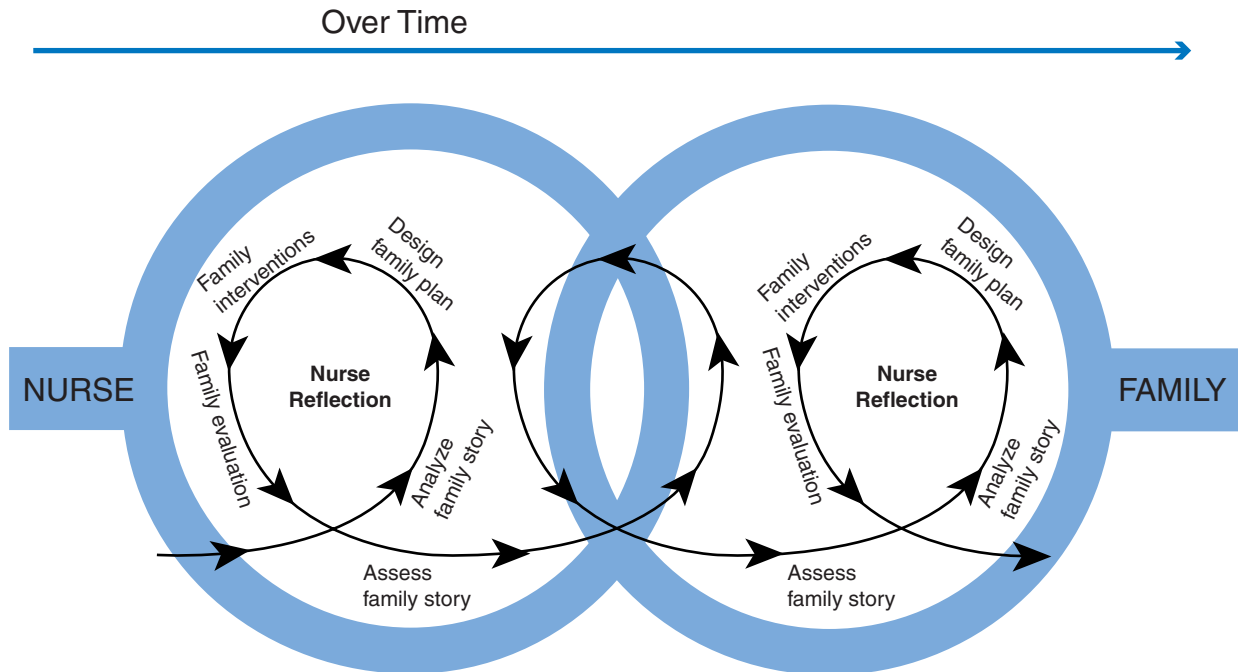 Over Time
NURSE
Family
interventions
Design
family plan
Nurse
Reflection
Family evaluation
Analyze
family story
Assess
family story
Family
interventions
Design
family plan
Nurse
Reflection
Family evaluation
Analyze
family story
Assess
family story
FAMILY